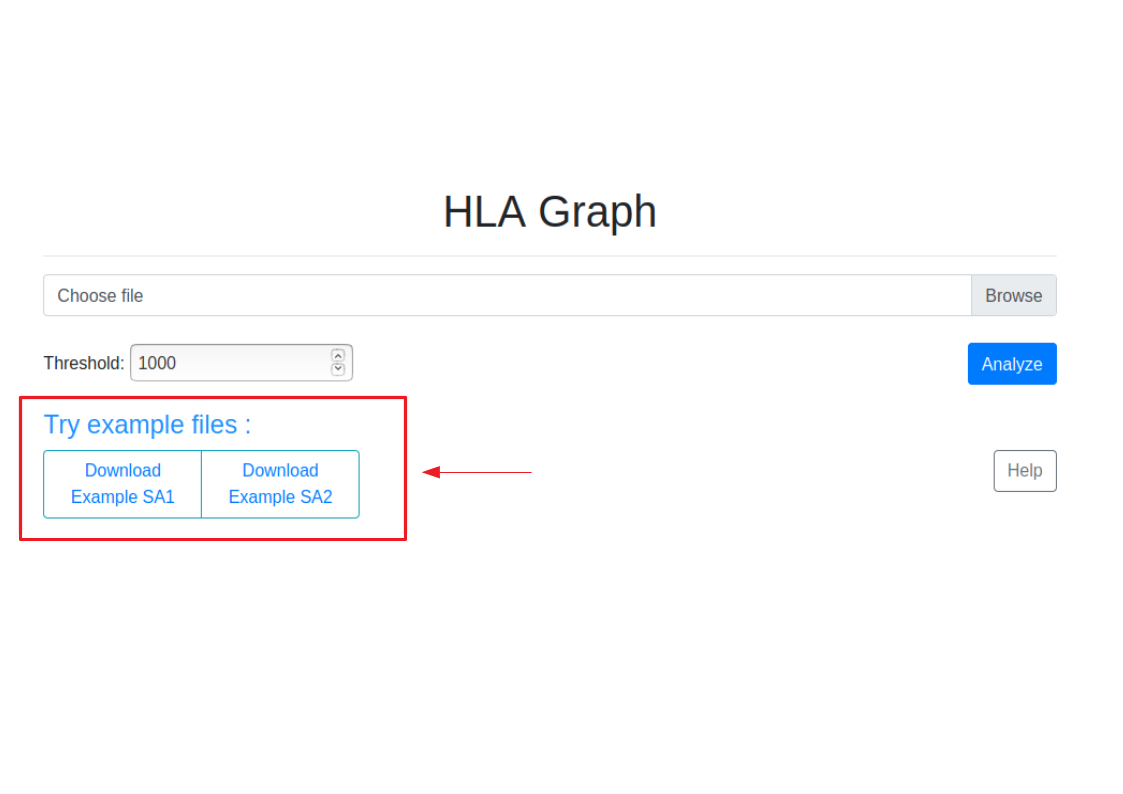 HLA Graph
Choose file
Browse
Threshold: 1000
Analyze
Try example files :
Download
Example SA1
Download
Example SA2
Help